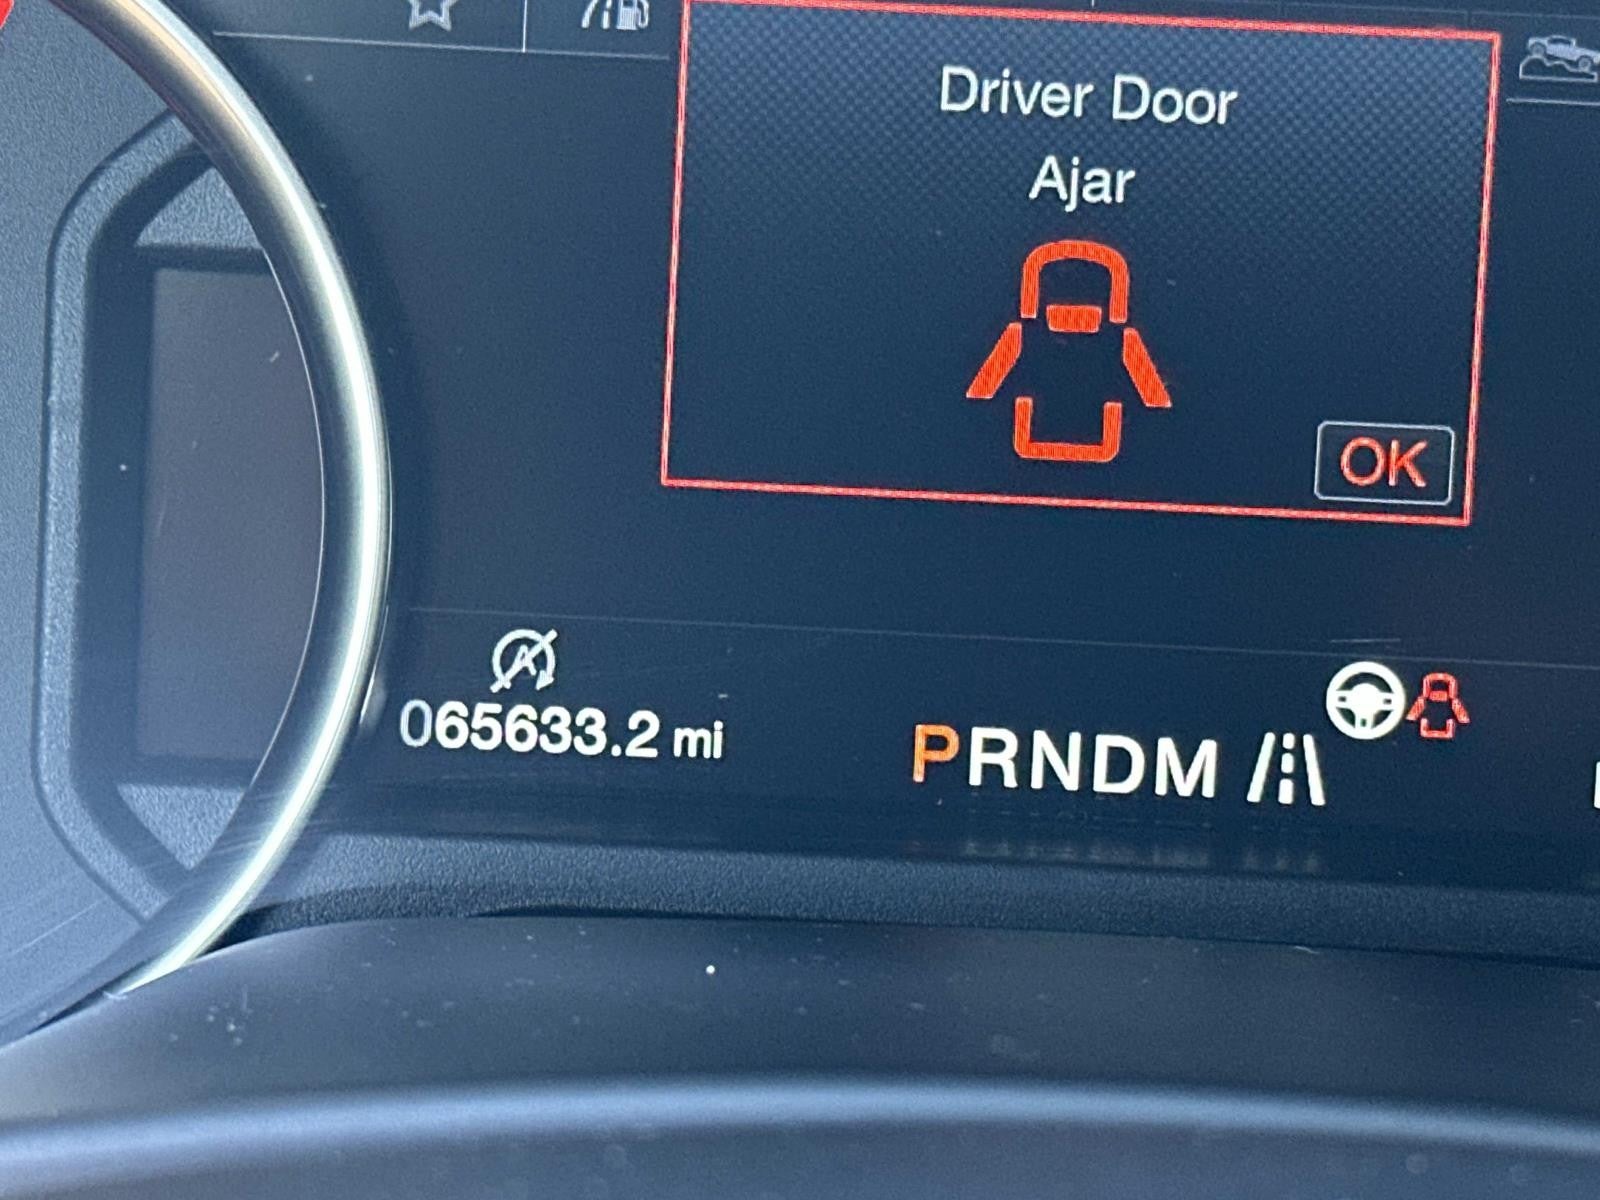 Driver Door
Ajar
OK
065633.2 mi
PRNDM